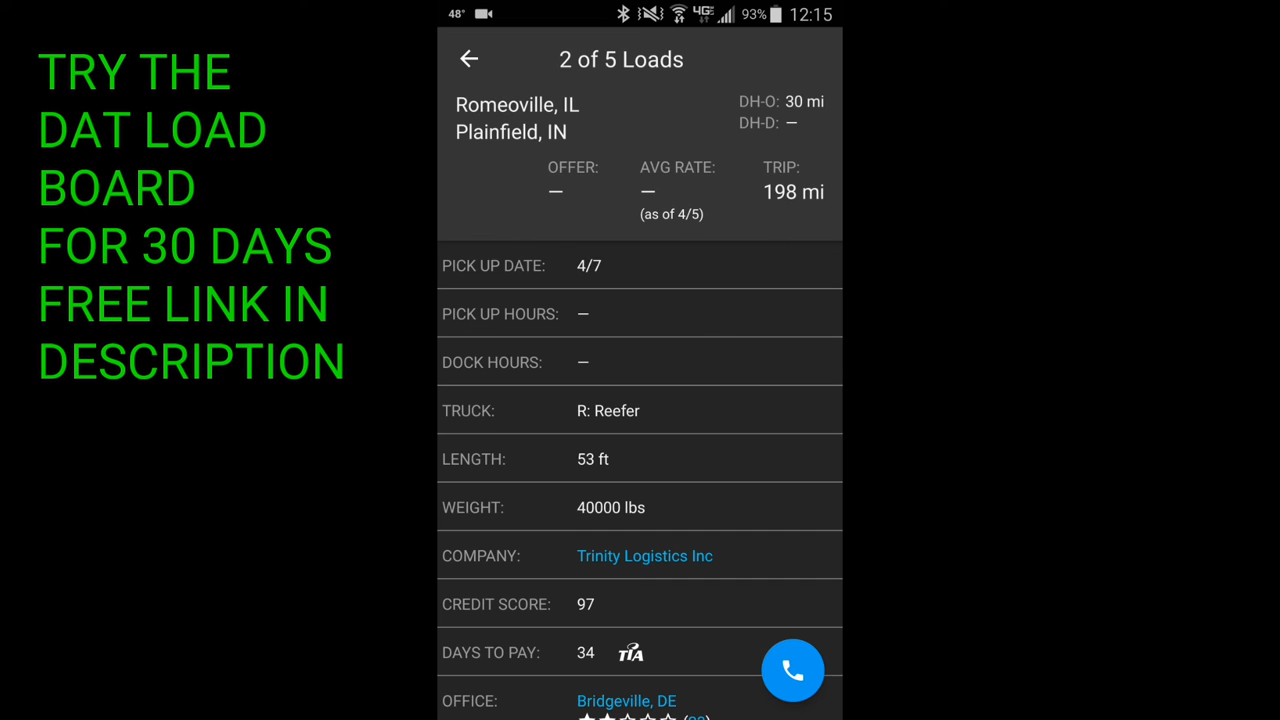 TRY THE
DAT LOAD
BOARD
FOR 30 DAYS
FREE LINK IN
DESCRIPTION
48° 4G LTE 93% 12:15
2 of 5 Loads
Romeoville, IL DH-O: 30 mi
Plainfield, IN DH-D: —
OFFER: AVG RATE: TRIP:
— — 198 mi
(as of 4/5)
PICK UP DATE: 4/7
PICK UP HOURS: —
DOCK HOURS: —
TRUCK: R: Reefer
LENGTH: 53 ft
WEIGHT: 40000 lbs
COMPANY: Trinity Logistics Inc
CREDIT SCORE: 97
DAYS TO PAY: 34 TIA
OFFICE: Bridgeville, DE